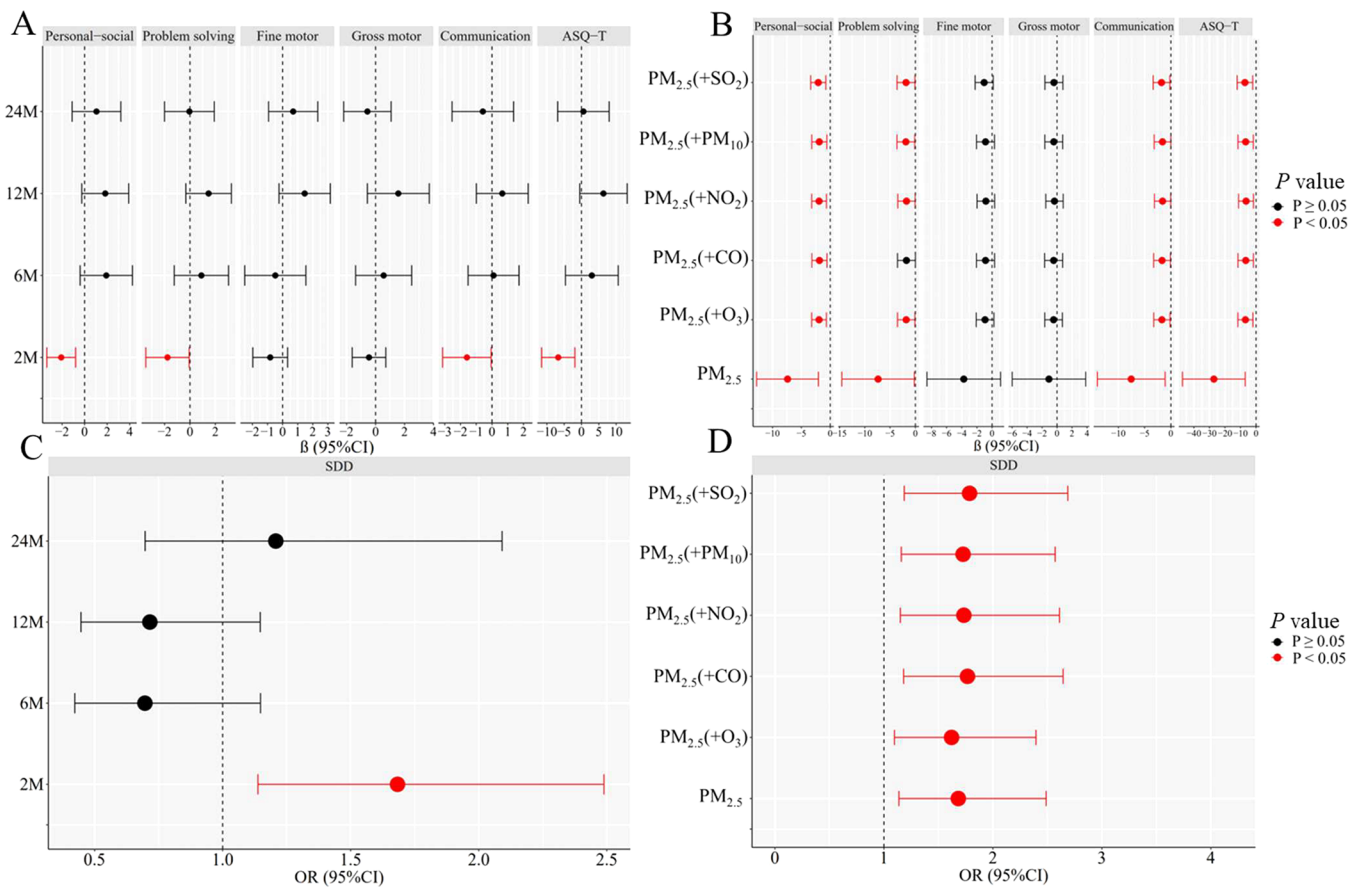 A
Personal−social Problem solving Fine motor Gross motor Communication ASQ−T
24M
12M
6M
2M
−2 0 2 4 −2 0 2 −2 −1 0 1 2 3 −2 0 2 4 −3 −2 −1 0 1 2 −10 −5 0 5 10
ß (95%CI)
B
Personal−social Problem solving Fine motor Gross motor Communication ASQ−T
PM2.5(+SO2)
PM2.5(+PM10)
PM2.5(+NO2)
PM2.5(+CO)
PM2.5(+O3)
PM2.5
−10 −5 0 −15 −10 −5 0 −8 −6 −4 −2 0 −6 −4 −2 0 2 4 −10 −5 0 −40 −30 −20 −10 0
ß (95%CI)
P value
P ≥ 0.05
P < 0.05
C
SDD
24M
12M
6M
2M
0.5 1.0 1.5 2.0 2.5
OR (95%CI)
D
SDD
PM2.5(+SO2)
PM2.5(+PM10)
PM2.5(+NO2)
PM2.5(+CO)
PM2.5(+O3)
PM2.5
0 1 2 3 4
OR (95%CI)
P value
P ≥ 0.05
P < 0.05